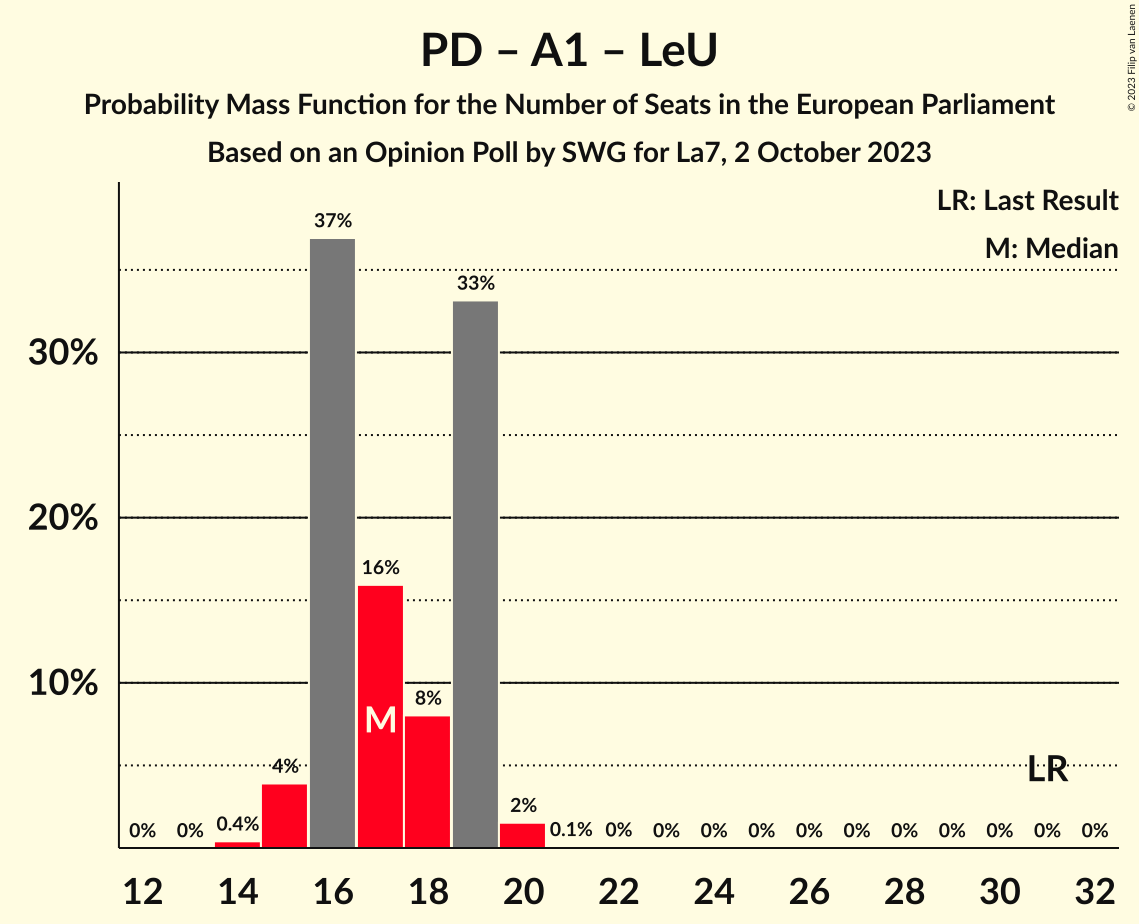 PD – A1 – LeU
Probability Mass Function for the Number of Seats in the European Parliament
Based on an Opinion Poll by SWG for La7, 2 October 2023
© 2023 Filip van Laenen
LR: Last Result
M: Median
37%
33%
30%
20%
16%
10%
8%
M
4%
LR
2%
0% 0% 0.4% 0.1% 0% 0% 0% 0% 0% 0% 0% 0% 0% 0% 0%
12 14 16 18 20 22 24 26 28 30 32